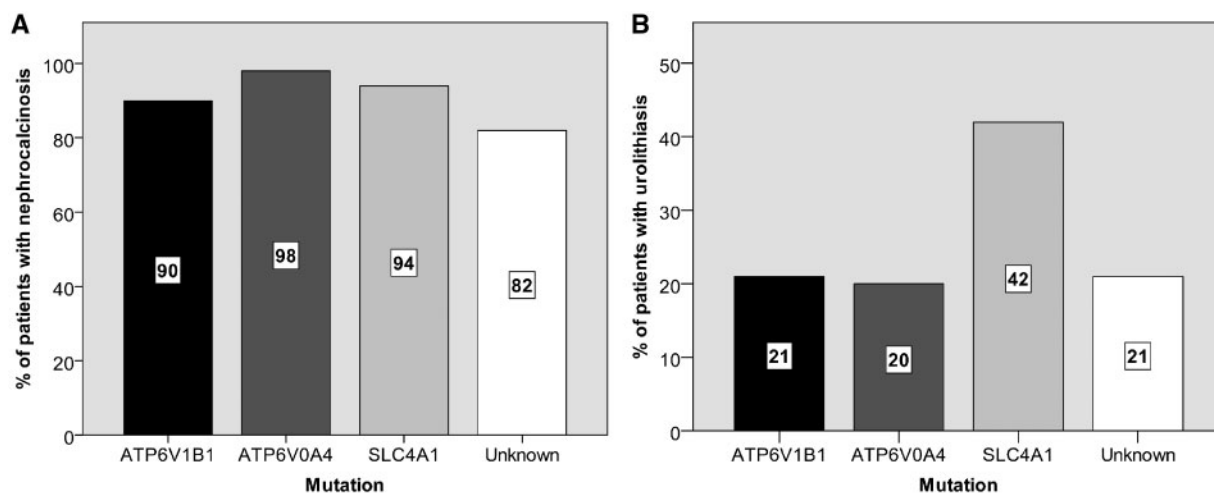 A
% of patients with nephrocalcinosis
100
80
60
40
20
0
90
98
94
82
ATP6V1B1 ATP6V0A4 SLC4A1 Unknown
Mutation
B
% of patients with urolithiasis
50
40
30
20
10
0
21
20
42
21
ATP6V1B1 ATP6V0A4 SLC4A1 Unknown
Mutation